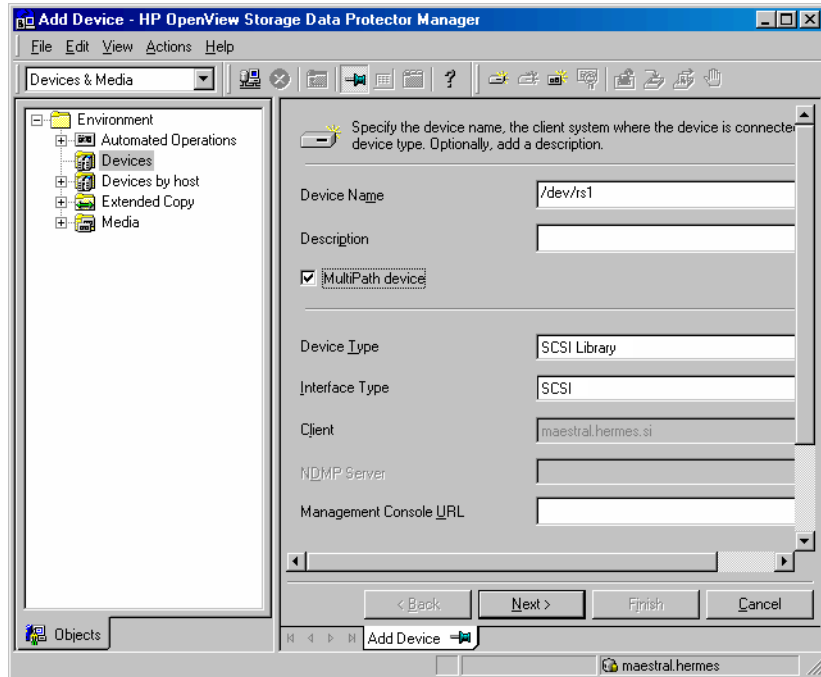 Add Device - HP OpenView Storage Data Protector Manager
File Edit View Actions Help
Devices & Media
Environment
Automated Operations
Devices
Devices by host
Extended Copy
Media
Specify the device name, the client system where the device is connecte
device type. Optionally, add a description.
Device Name /dev/rs1
Description
MultiPath device
Device Type SCSI Library
Interface Type SCSI
Client maestral.hermes.si
NDMP Server
Management Console URL
< Back Next > Finish Cancel
Objects Add Device
maestral.hermes